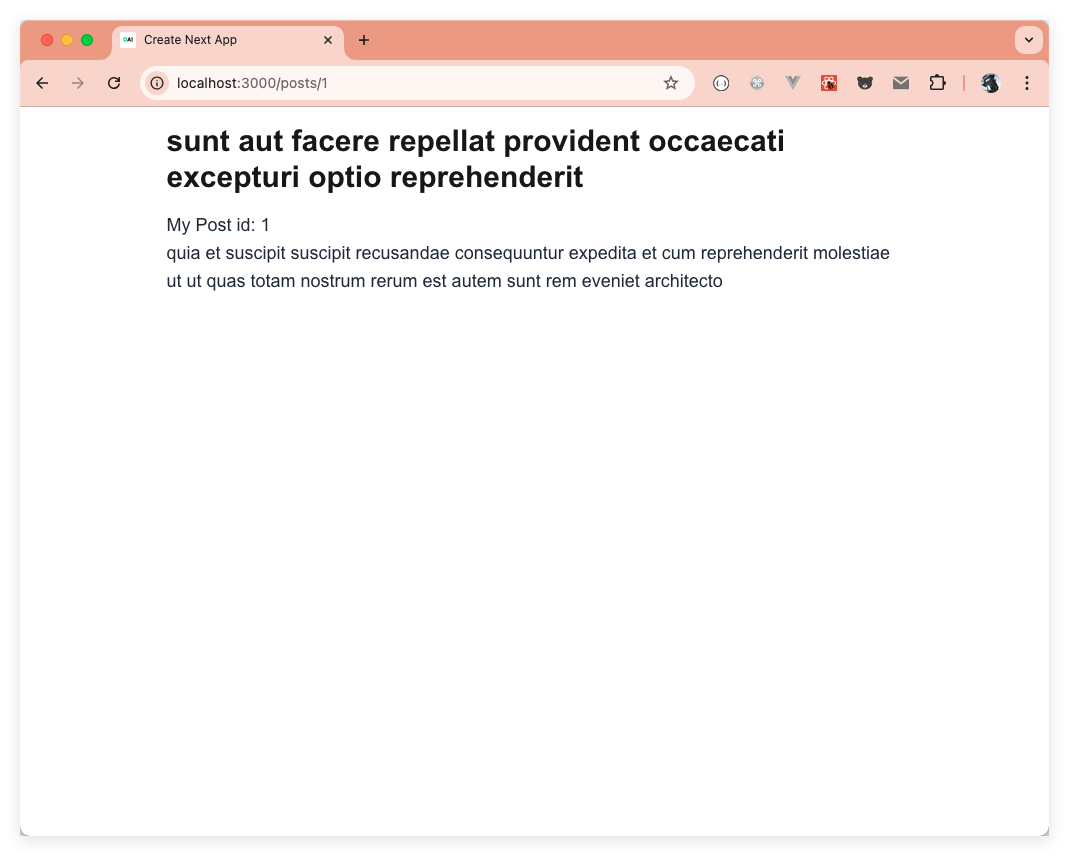 DA!
Create Next App
localhost:3000/posts/1
sunt aut facere repellat provident occaecati
excepturi optio reprehenderit
My Post id: 1
quia et suscipit suscipit recusandae consequuntur expedita et cum reprehenderit molestiae
ut ut quas totam nostrum rerum est autem sunt rem eveniet architecto